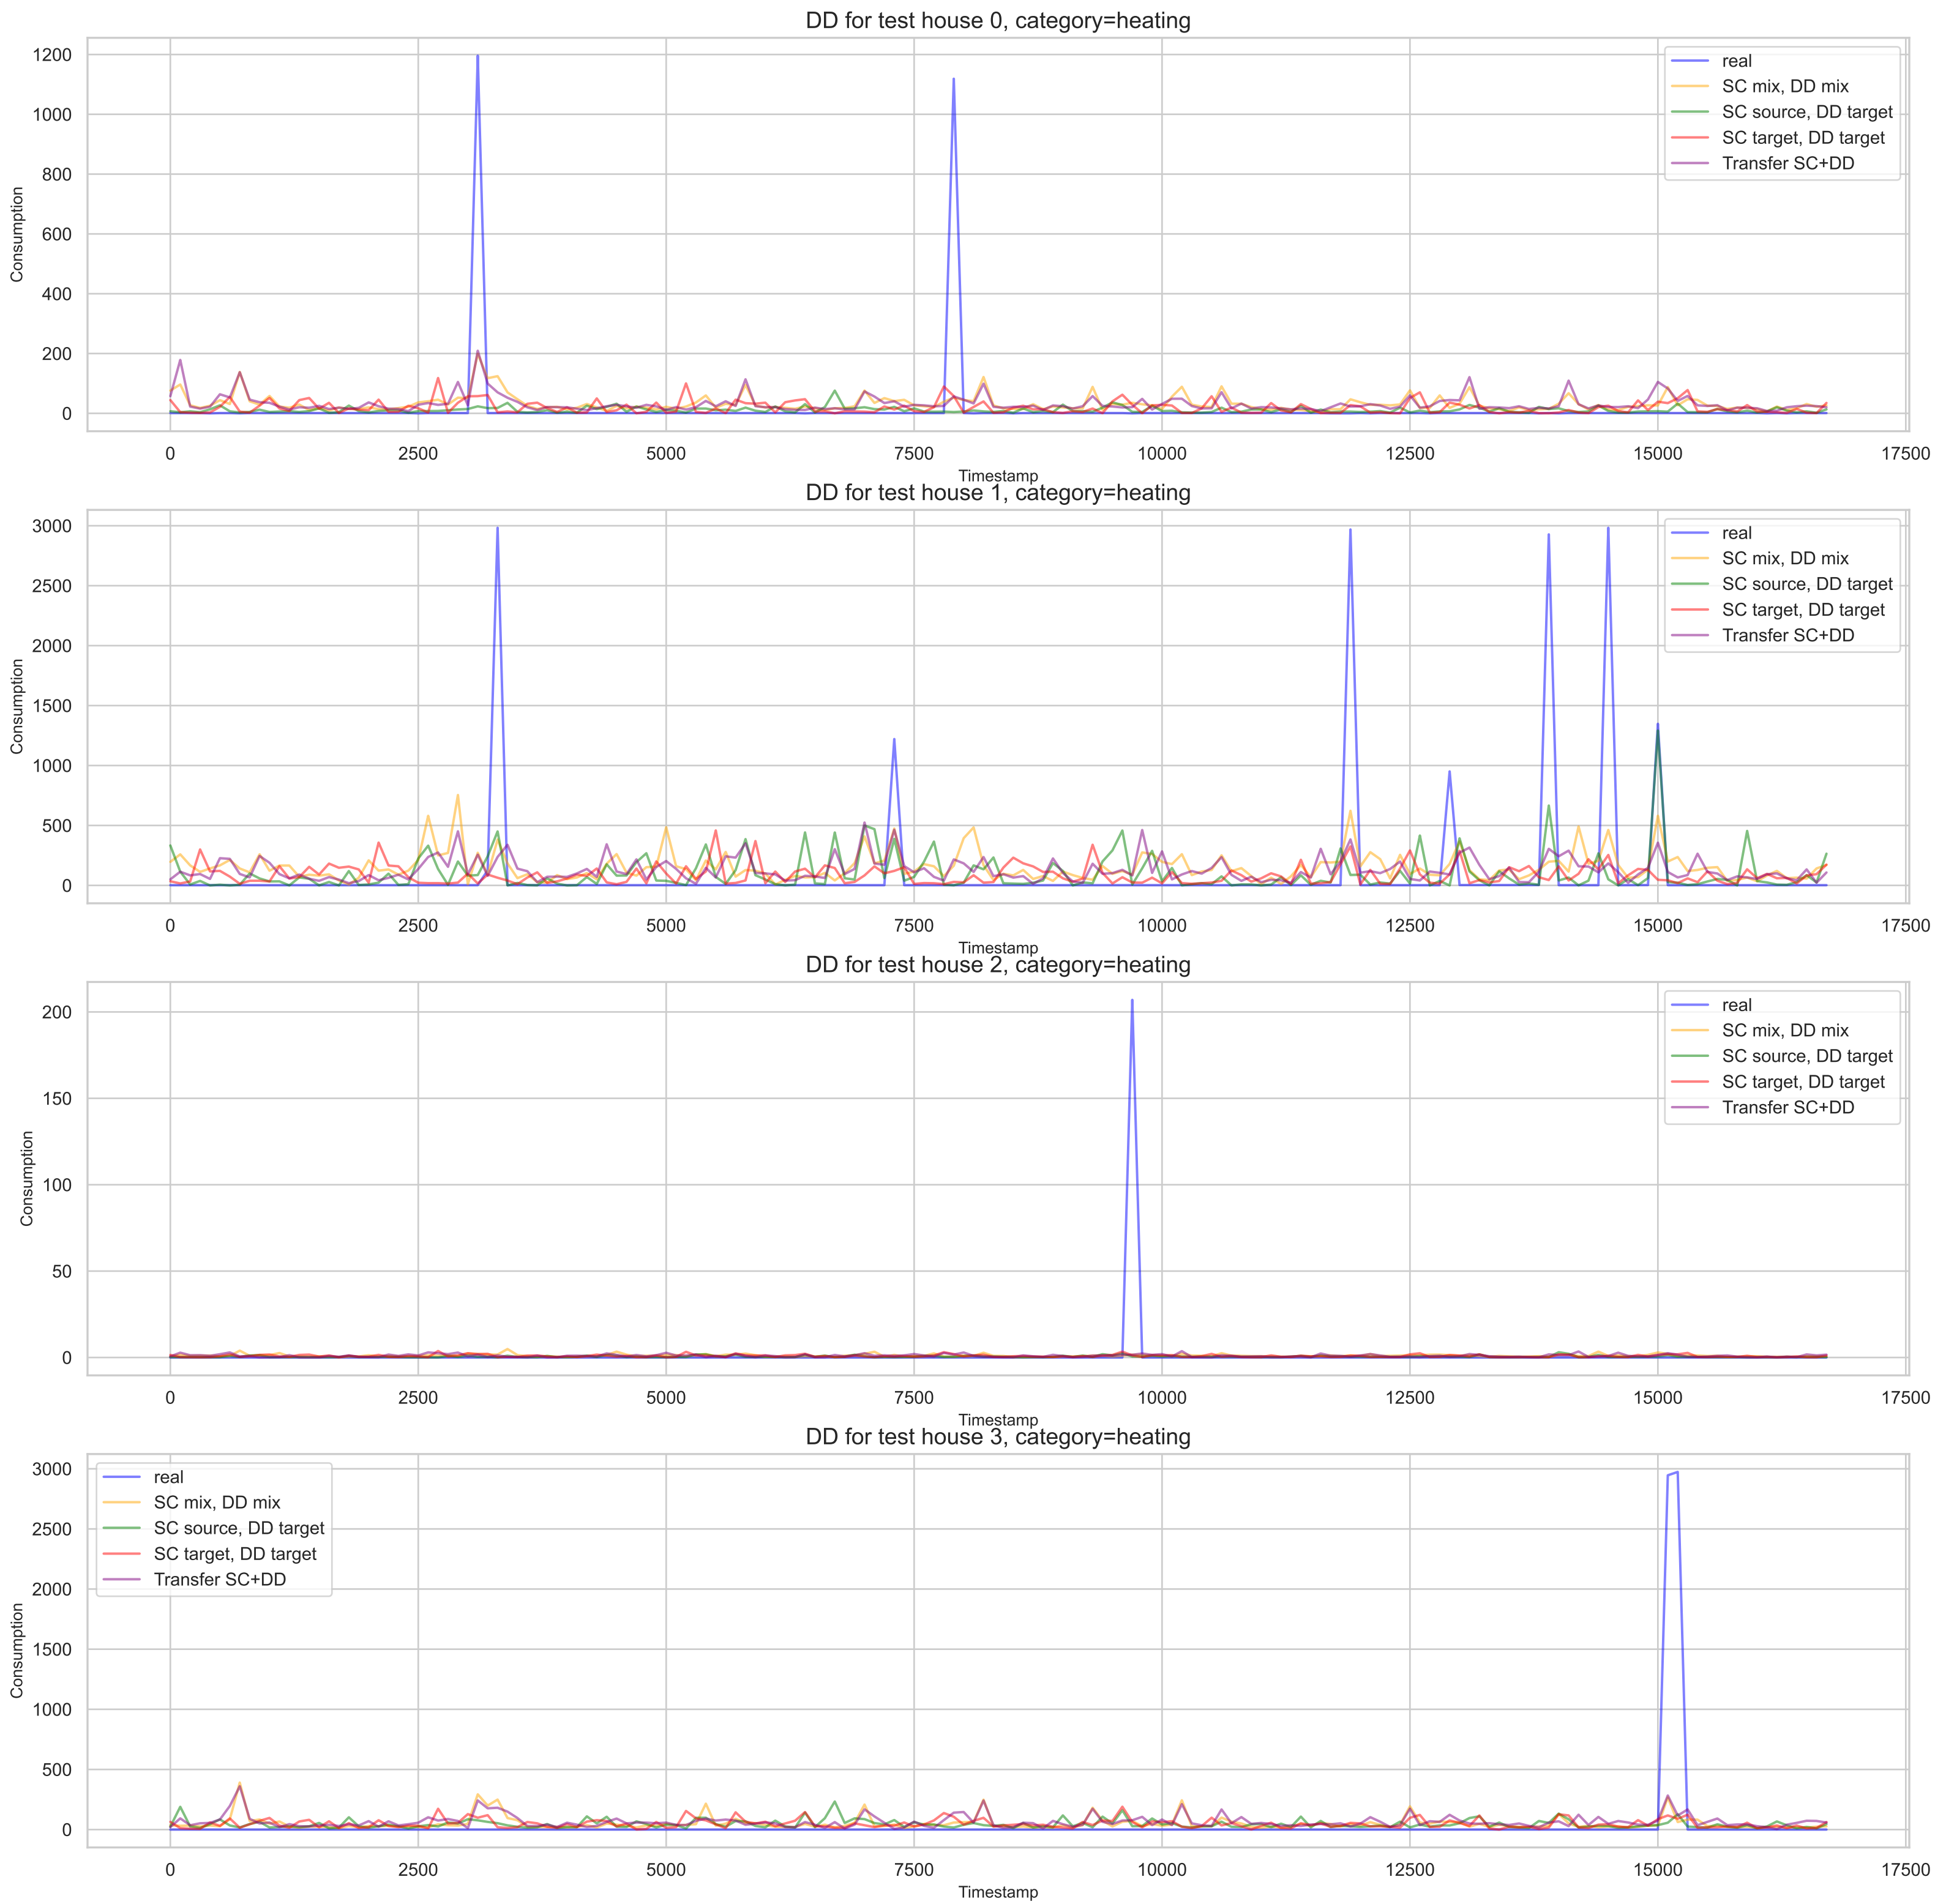 DD for test house 0, category=heating
1200
1000
800
600
400
200
0
Consumption
real
SC mix, DD mix
SC source, DD target
SC target, DD target
Transfer SC+DD
0 2500 5000 7500 10000 12500 15000 17500
Timestamp
DD for test house 1, category=heating
3000
2500
2000
1500
1000
500
0
Consumption
real
SC mix, DD mix
SC source, DD target
SC target, DD target
Transfer SC+DD
0 2500 5000 7500 10000 12500 15000 17500
Timestamp
DD for test house 2, category=heating
200
150
100
50
0
Consumption
real
SC mix, DD mix
SC source, DD target
SC target, DD target
Transfer SC+DD
0 2500 5000 7500 10000 12500 15000 17500
Timestamp
DD for test house 3, category=heating
3000
2500
2000
1500
1000
500
0
Consumption
real
SC mix, DD mix
SC source, DD target
SC target, DD target
Transfer SC+DD
0 2500 5000 7500 10000 12500 15000 17500
Timestamp